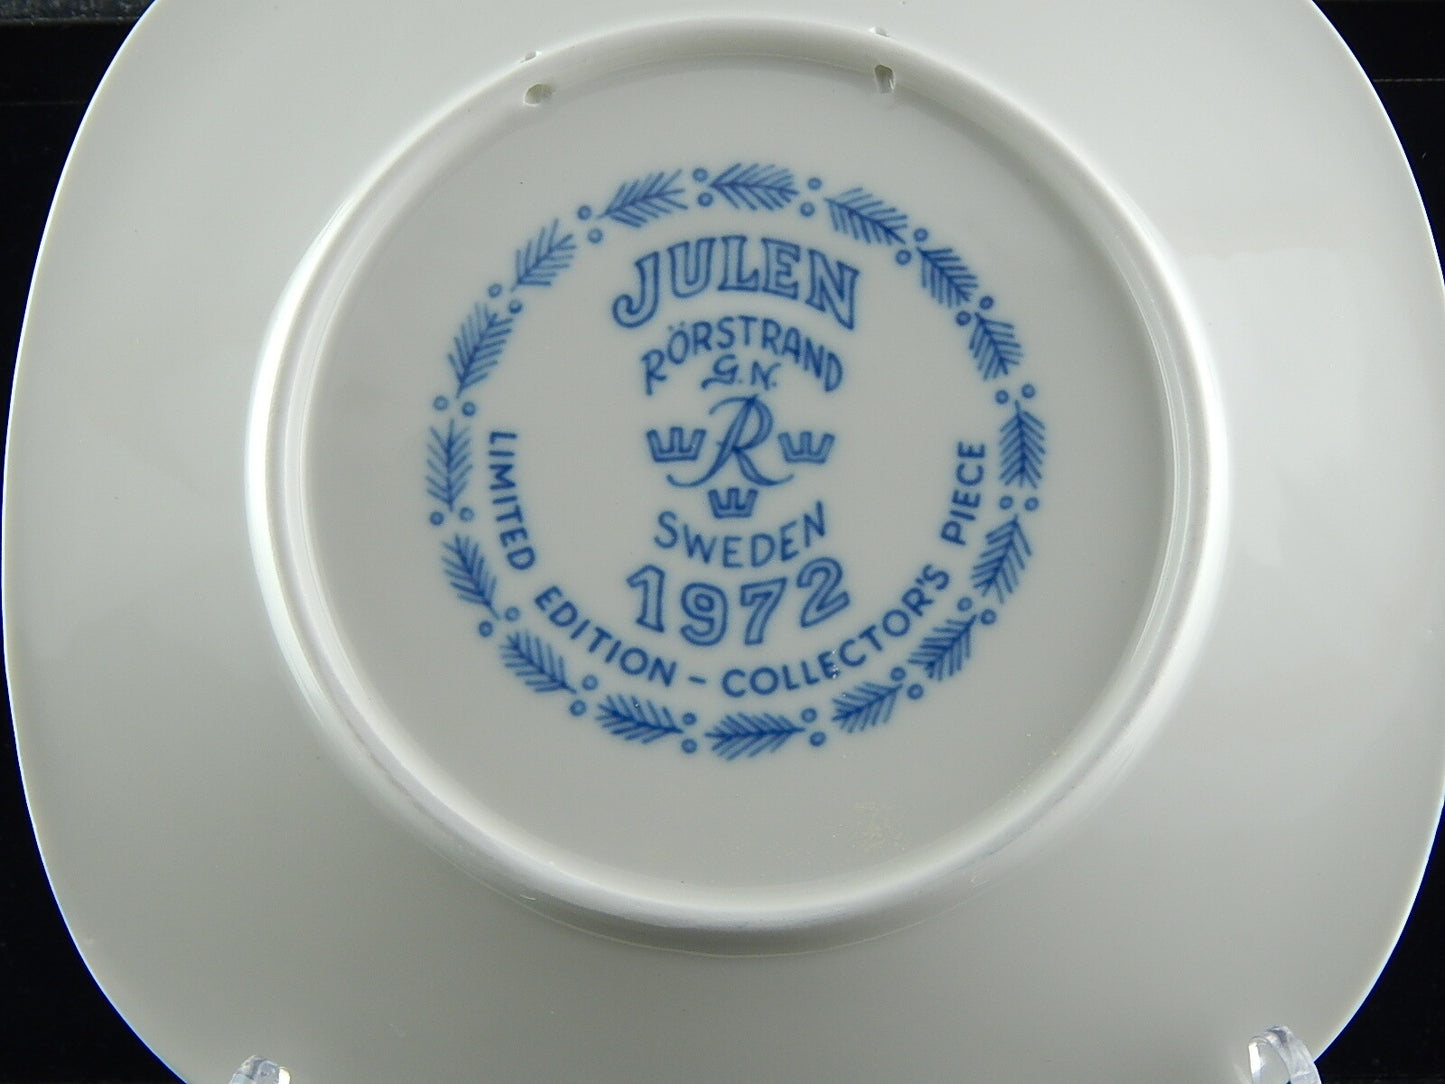 JULEN
RÖRSTRAND
G.N.
R
SWEDEN
1972
LIMITED EDITION - COLLECTOR'S PIECE